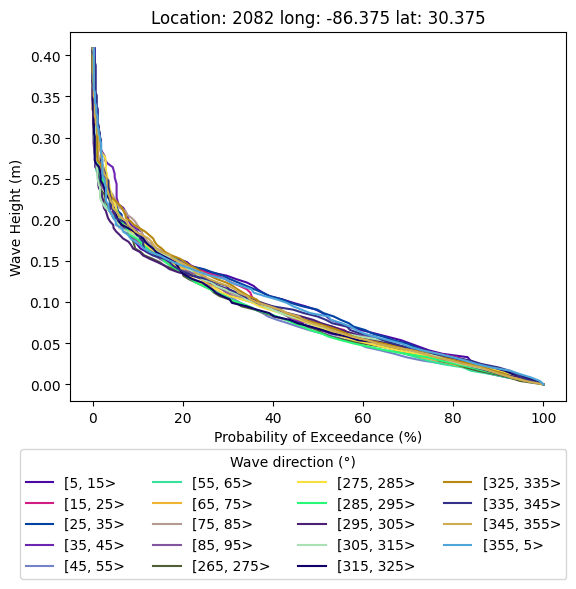 Location: 2082 long: -86.375 lat: 30.375
0.40
0.35
0.30
0.25
0.20
0.15
0.10
0.05
0.00
Wave Height (m)
0 20 40 60 80 100
Probability of Exceedance (%)
Wave direction (°)
[5, 15> [55, 65> [275, 285> [325, 335>
[15, 25> [65, 75> [285, 295> [335, 345>
[25, 35> [75, 85> [295, 305> [345, 355>
[35, 45> [85, 95> [305, 315> [355, 5>
[45, 55> [265, 275> [315, 325>